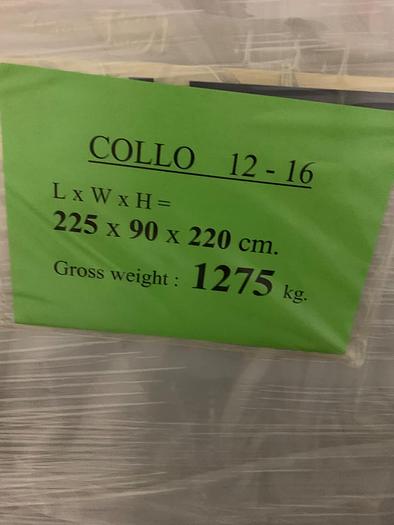 COLLO 12 - 16
L x W x H =
225 x 90 x 220 cm.
Gross weight : 1275 kg.